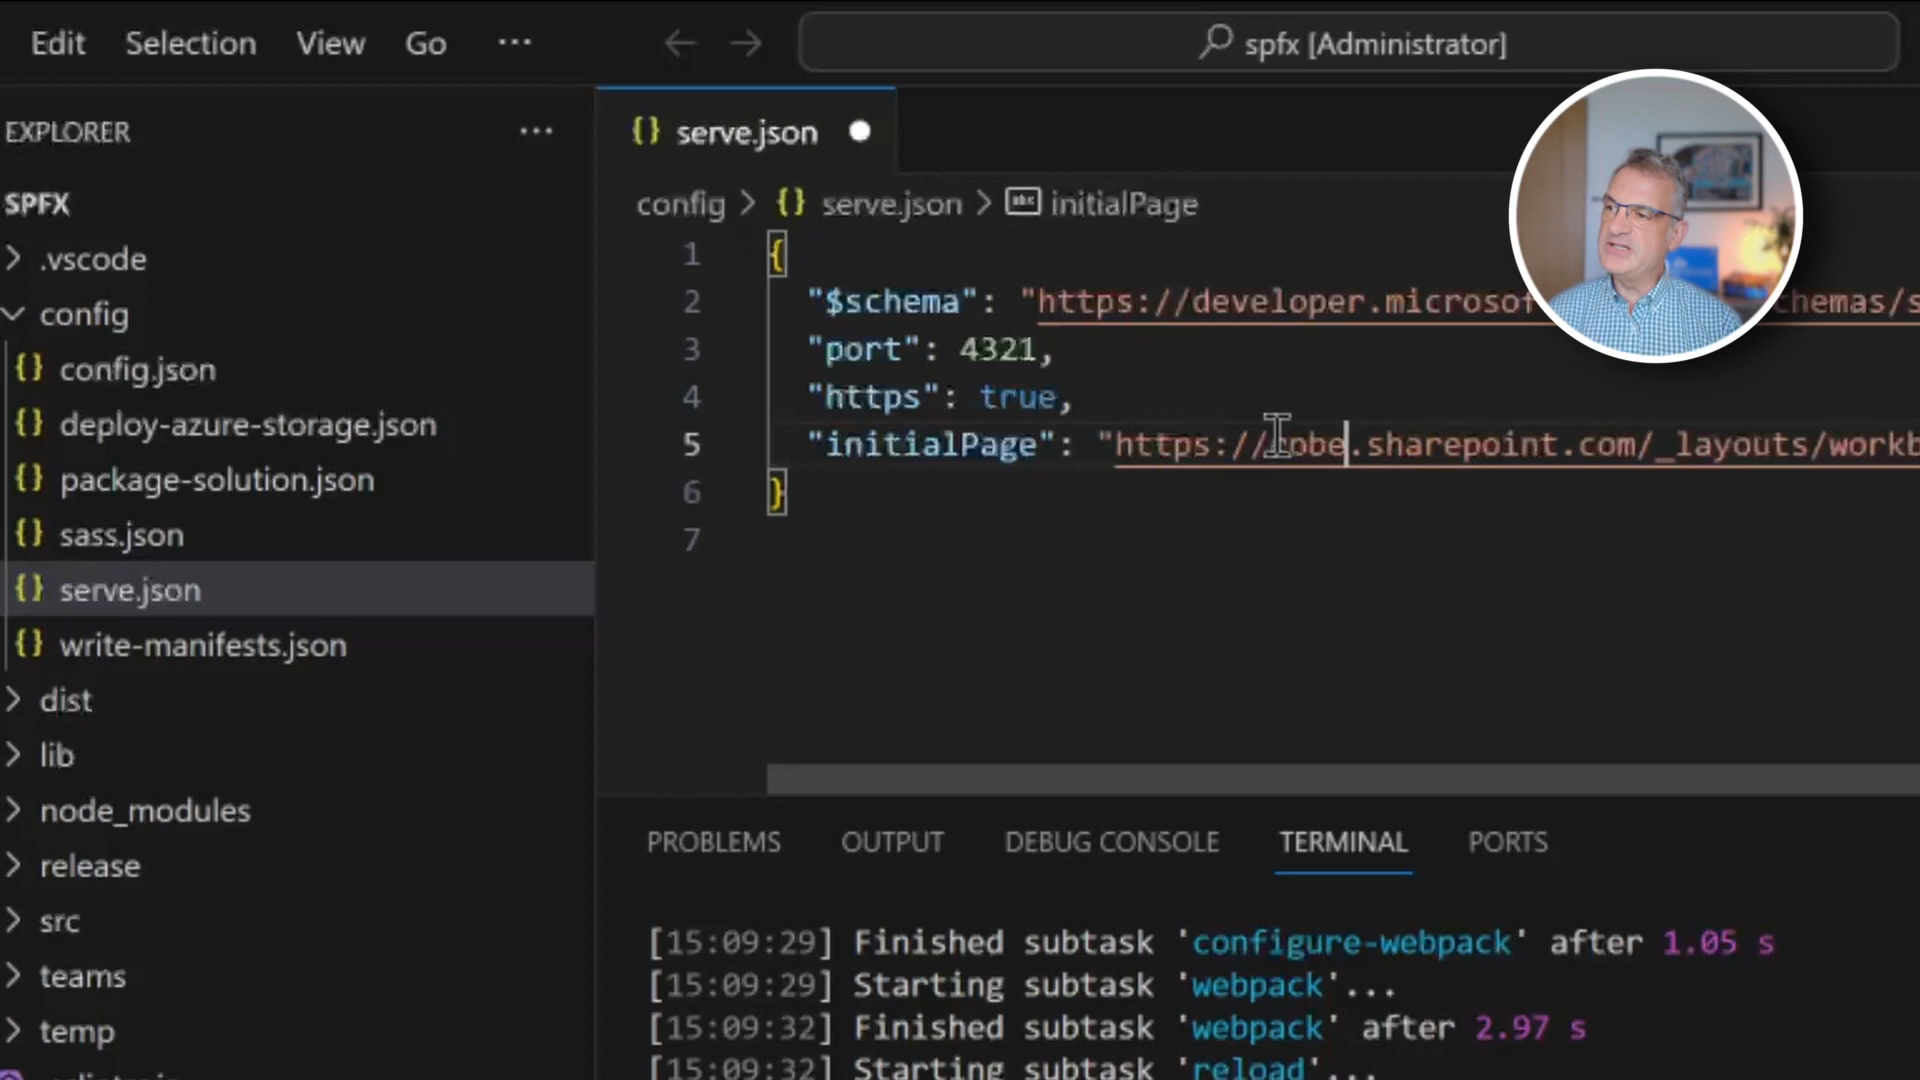 Edit Selection View Go ···
spfx [Administrator]
EXPLORER ···
SPFX
.vscode
config
{} config.json
{} deploy-azure-storage.json
{} package-solution.json
{} sass.json
{} serve.json
{} write-manifests.json
dist
lib
node_modules
release
src
teams
temp
{} serve.json
config > {} serve.json > abc initialPage
1 {
2 "$schema": "https://developer.microsof chemas/s
3 "port": 4321,
4 "https": true,
5 "initialPage": "https:// .sharepoint.com/_layouts/workb
6 }
7
PROBLEMS OUTPUT DEBUG CONSOLE TERMINAL PORTS
[15:09:29] Finished subtask 'configure-webpack' after 1.05 s
[15:09:29] Starting subtask 'webpack'...
[15:09:32] Finished subtask 'webpack' after 2.97 s
[15:09:32] Starting subtask 'reload'...